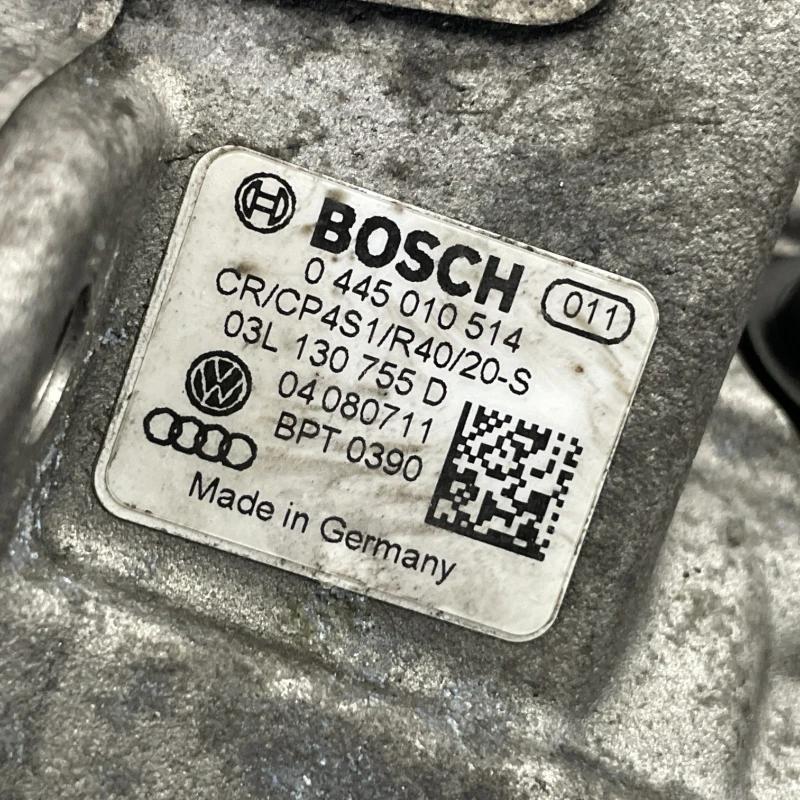 BOSCH
0 445 010 514
011
CR/CP4S1/R40/20-S
03L 130 755 D
04 080711
BPT 0390
Made in Germany